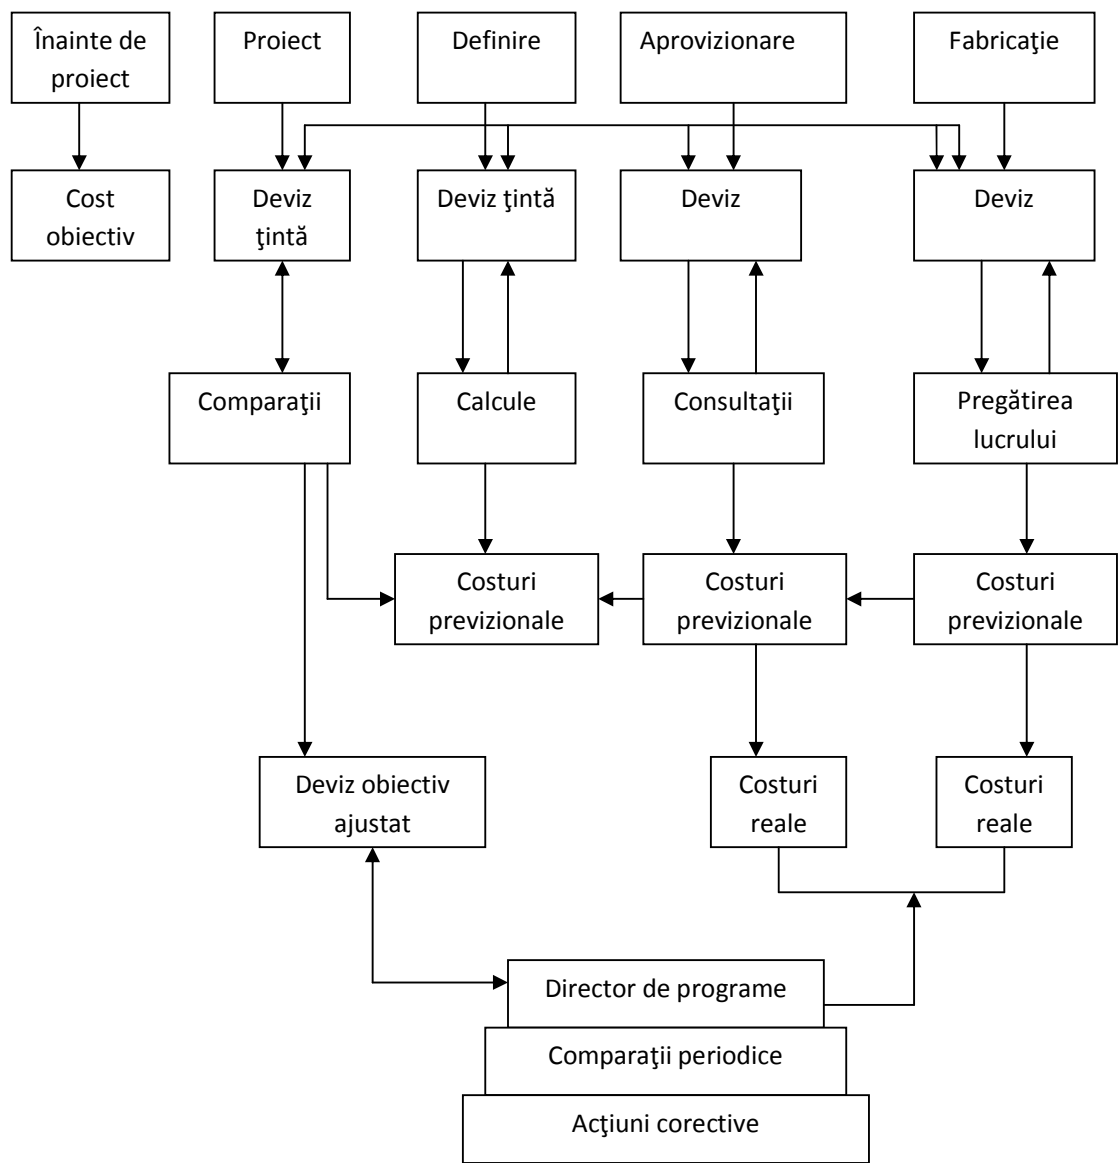 Înainte de
proiect
Proiect
Definire
Aprovizionare
Fabricaţie
Cost
obiectiv
Deviz
ţintă
Deviz ţintă
Deviz
Deviz
Comparaţii
Calcule
Consultaţii
Pregătirea
lucrului
Costuri
previzionale
Costuri
previzionale
Costuri
previzionale
Deviz obiectiv
ajustat
Costuri
reale
Costuri
reale
Director de programe
Comparaţii periodice
Acţiuni corective